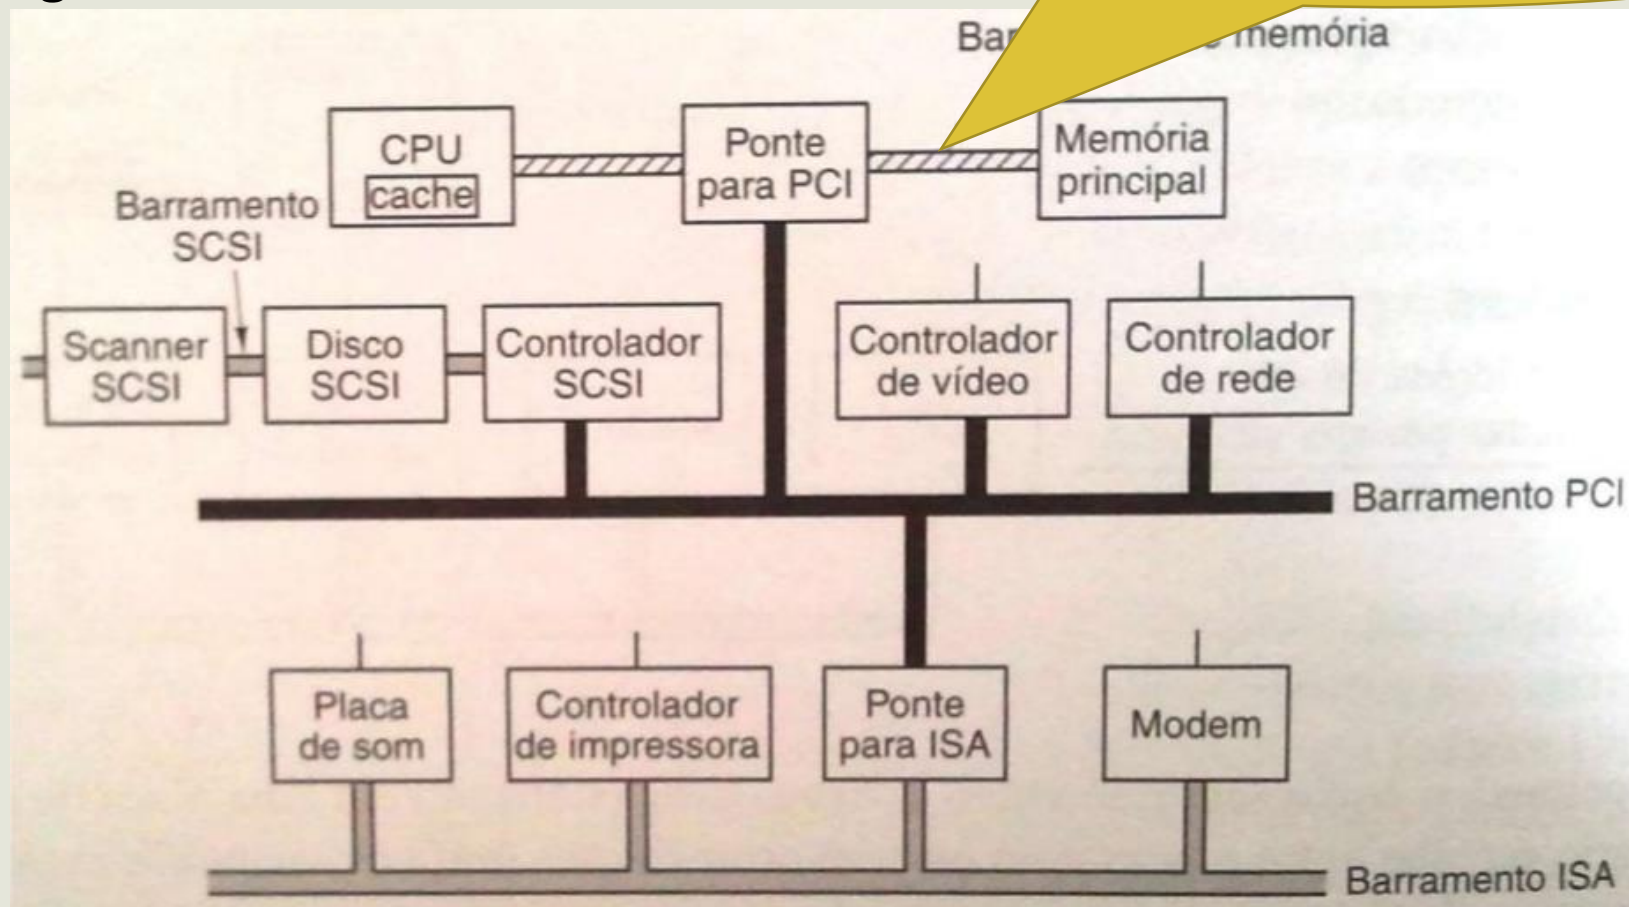 memória
CPU
cache
Ponte
para PCI
Memória
principal
Barramento
SCSI
Scanner
SCSI
Disco
SCSI
Controlador
SCSI
Controlador
de vídeo
Controlador
de rede
Barramento PCI
Placa
de som
Controlador
de impressora
Ponte
para ISA
Modem
Barramento ISA